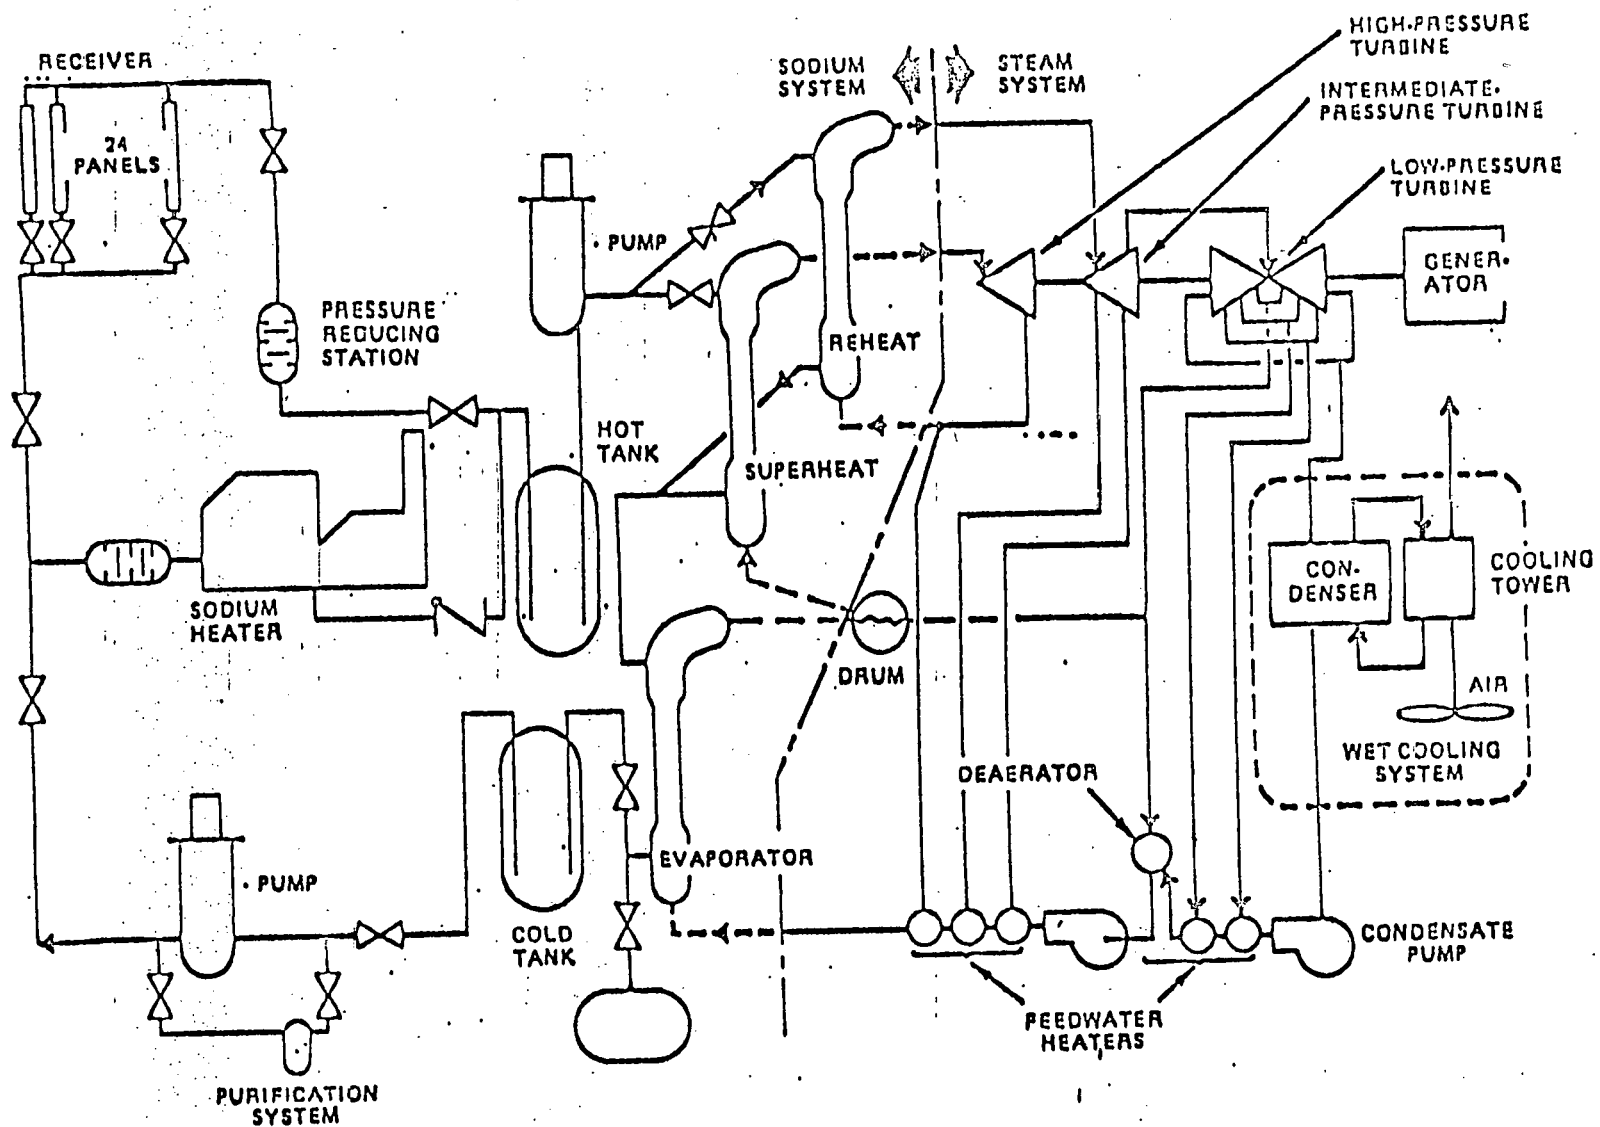 RECEIVER
24
PANELS
SODIUM
SYSTEM
STEAM
SYSTEM
HIGH-PRESSURE
TURBINE
INTERMEDIATE-
PRESSURE TURBINE
LOW-PRESSURE
TURBINE
PUMP
GENER-
ATOR
PRESSURE
REDUCING
STATION
REHEAT
HOT
TANK
SUPERHEAT
SODIUM
HEATER
CON-
DENSER
COOLING
TOWER
DRUM
AIR
WET COOLING
SYSTEM
DEAERATOR
EVAPORATOR
PUMP
COLD
TANK
CONDENSATE
PUMP
FEEDWATER
HEATERS
PURIFICATION
SYSTEM